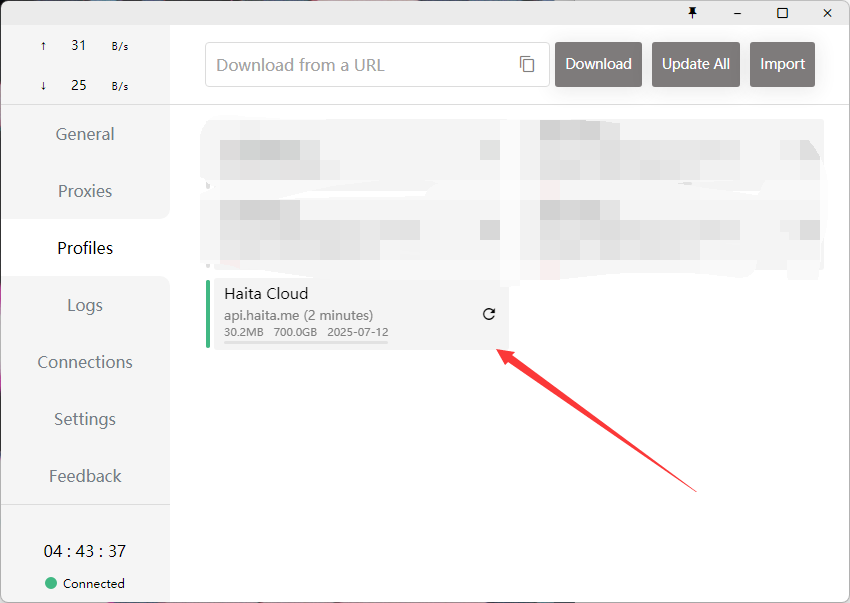 ↑ 31 B/s
↓ 25 B/s
General
Proxies
Profiles
Logs
Connections
Settings
Feedback
04 : 43 : 37
Connected
Download from a URL
Download
Update All
Import
Haita Cloud
api.haita.me (2 minutes)
30.2MB 700.0GB 2025-07-12